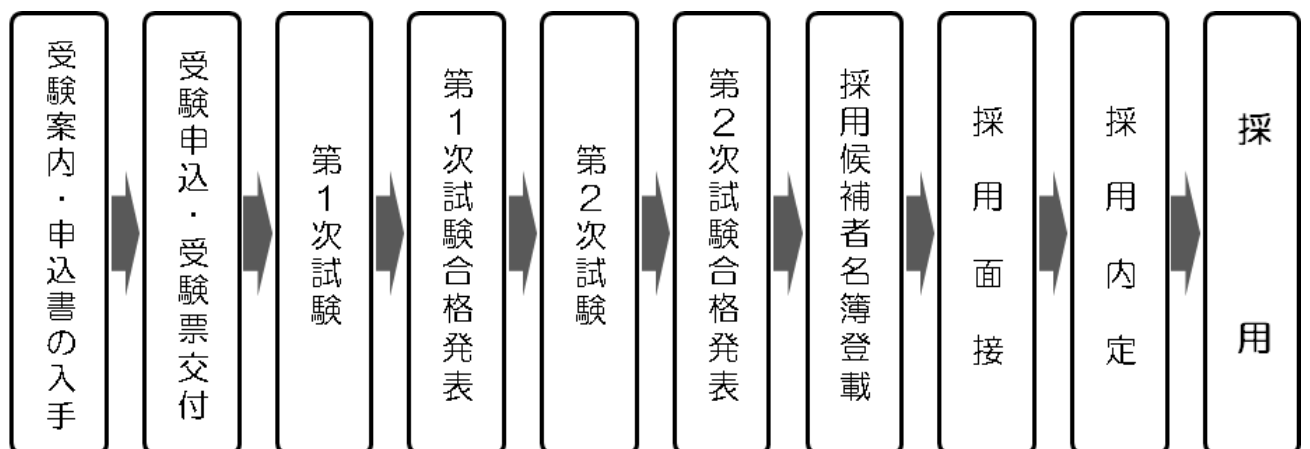 受験案内・申込書の入手
受験申込・受験票交付
第1次試験
第1次試験合格発表
第2次試験
第2次試験合格発表
採用候補者名簿登載
採用面接
採用内定
採用